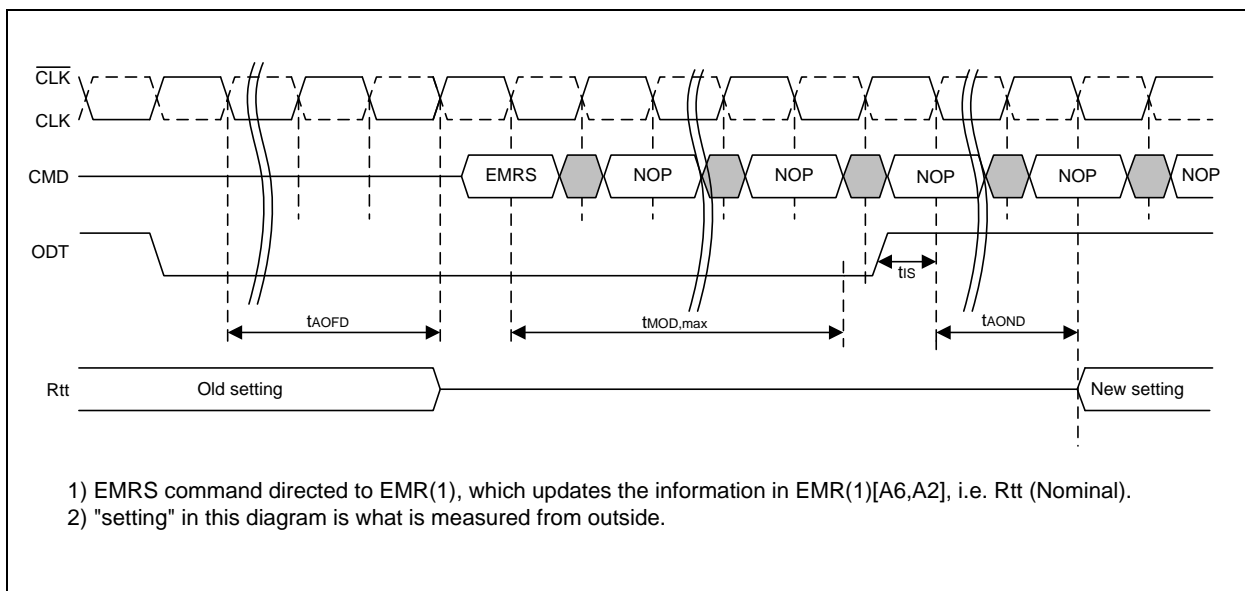 CLK
CLK
CMD
EMRS
NOP
NOP
NOP
NOP
NOP
ODT
tIS
tAOFD
tMOD,max
tAOND
Rtt
Old setting
New setting
1) EMRS command directed to EMR(1), which updates the information in EMR(1)[A6,A2], i.e. Rtt (Nominal).
2) "setting" in this diagram is what is measured from outside.